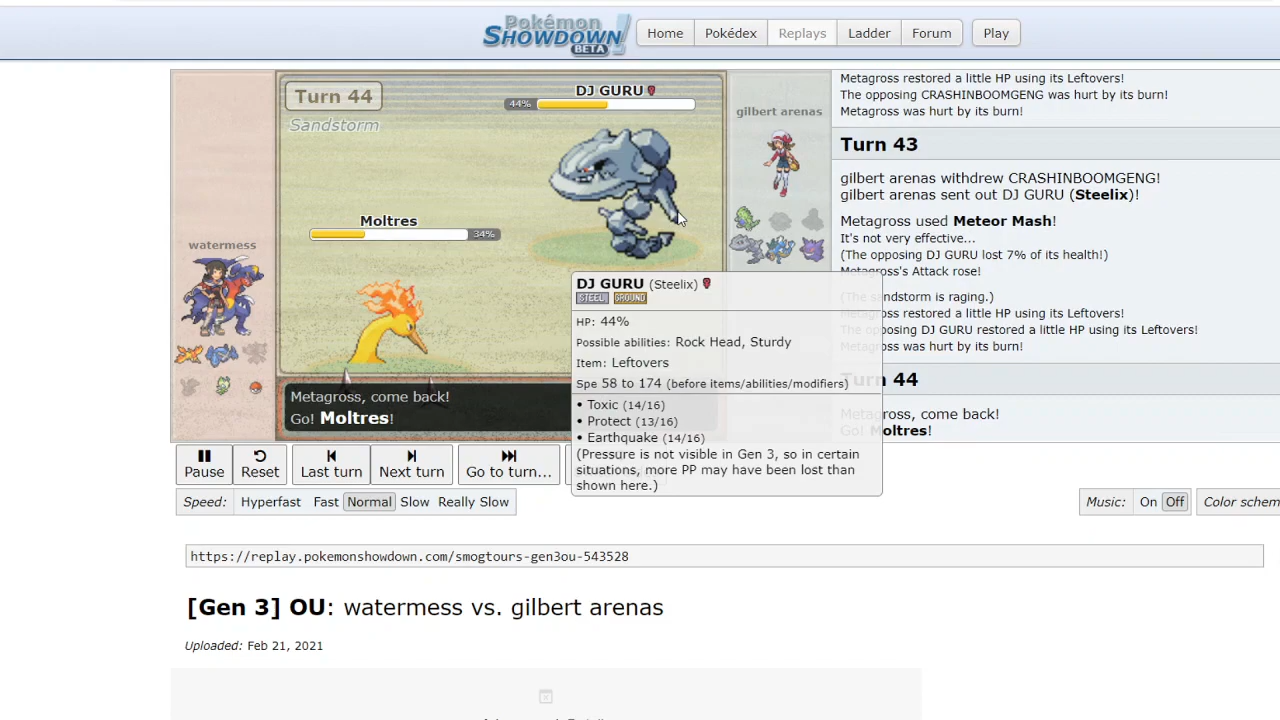 Pokémon
SHOWDOWN!
BETA
Home
Pokédex
Replays
Ladder
Forum
Play
Turn 44
Sandstorm
DJ GURU
44%
Moltres
34%
watermess
gilbert arenas
Metagross, come back!
Go! Moltres!
DJ GURU (Steelix)
STEEL GROUND
HP: 44%
Possible abilities: Rock Head, Sturdy
Item: Leftovers
Spe 58 to 174 (before items/abilities/modifiers)
• Toxic (14/16)
• Protect (13/16)
• Earthquake (14/16)
(Pressure is not visible in Gen 3, so in certain
situations, more PP may have been lost than
shown here.)
Metagross restored a little HP using its Leftovers!
The opposing CRASHINBOOMGENG was hurt by its burn!
Metagross was hurt by its burn!
Turn 43
gilbert arenas withdrew CRASHINBOOMGENG!
gilbert arenas sent out DJ GURU (Steelix)!
Metagross used Meteor Mash!
It's not very effective...
(The opposing DJ GURU lost 7% of its health!)
Metagross's Attack rose!
(The sandstorm is raging.)
Metagross restored a little HP using its Leftovers!
The opposing DJ GURU restored a little HP using its Leftovers!
Metagross was hurt by its burn!
Turn 44
Metagross, come back!
Go! Moltres!
Pause
Reset
Last turn
Next turn
Go to turn...
Speed: Hyperfast Fast Normal Slow Really Slow
Music: On Off
Color schem
https://replay.pokemonshowdown.com/smogtours-gen3ou-543528
[Gen 3] OU: watermess vs. gilbert arenas
Uploaded: Feb 21, 2021